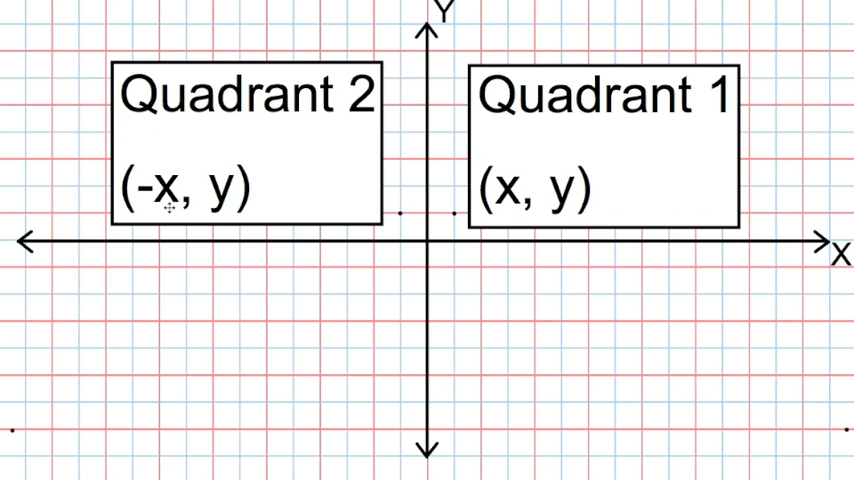 Y
Quadrant 2
(-x, y)
Quadrant 1
(x, y)
X